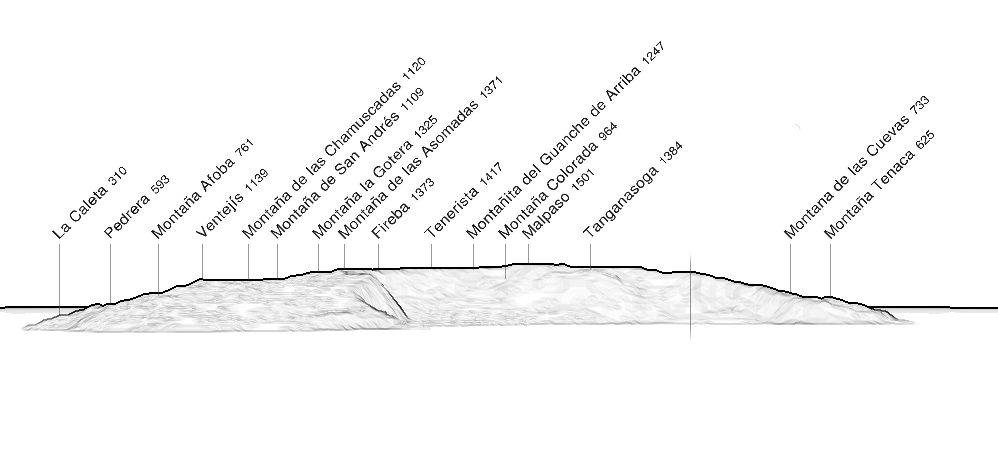 La Caleta 310
Pedrera 593
Montaña Afoba 761
Ventejís 1139
Montaña de las Chamuscadas 1120
Montaña de San Andrés 1109
Montaña la Gotera 1325
Montaña de las Asomadas 1371
Fireba 1373
Tenerista 1417
Montañita del Guanche de Arriba 1247
Montaña Colorada 964
Malpaso 1501
Tanganasoga 1384
Montana de las Cuevas 733
Montaña Tenaca 625